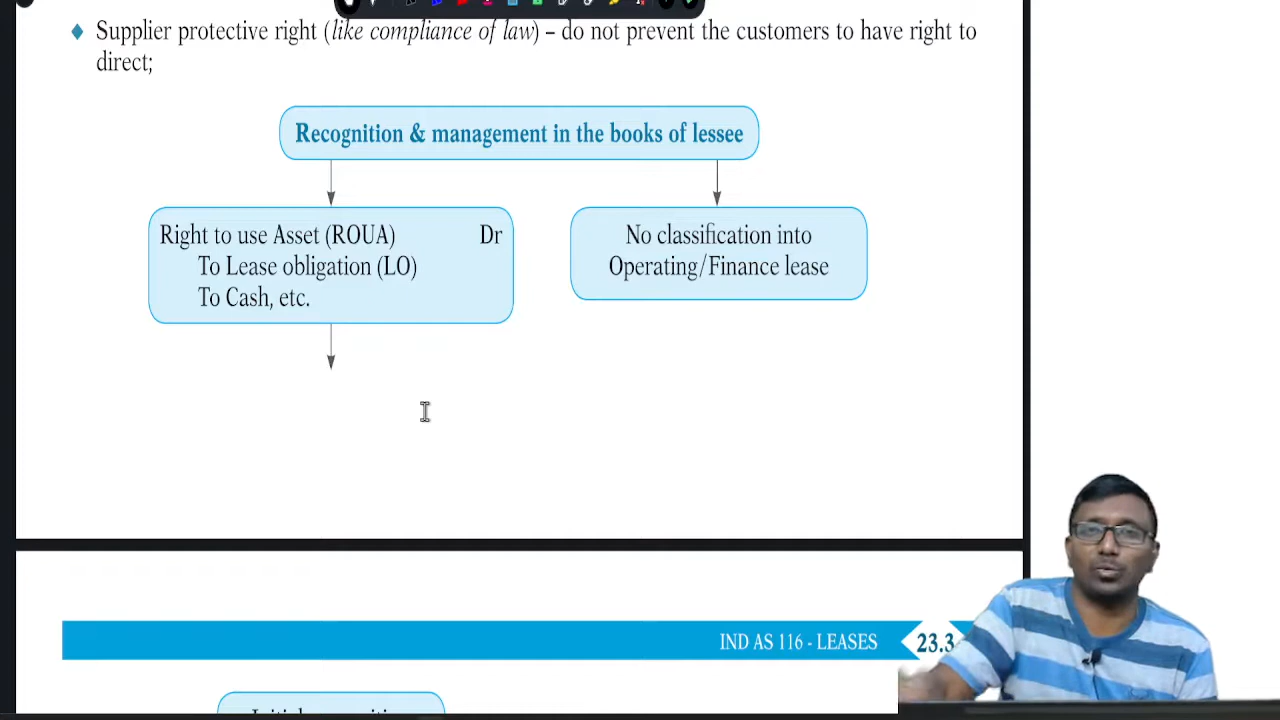 Supplier protective right (like compliance of law) – do not prevent the customers to have right to
direct;
Recognition & management in the books of lessee
Right to use Asset (ROUA) Dr
To Lease obligation (LO)
To Cash, etc.
No classification into
Operating/Finance lease
IND AS 116 - LEASES 23.3